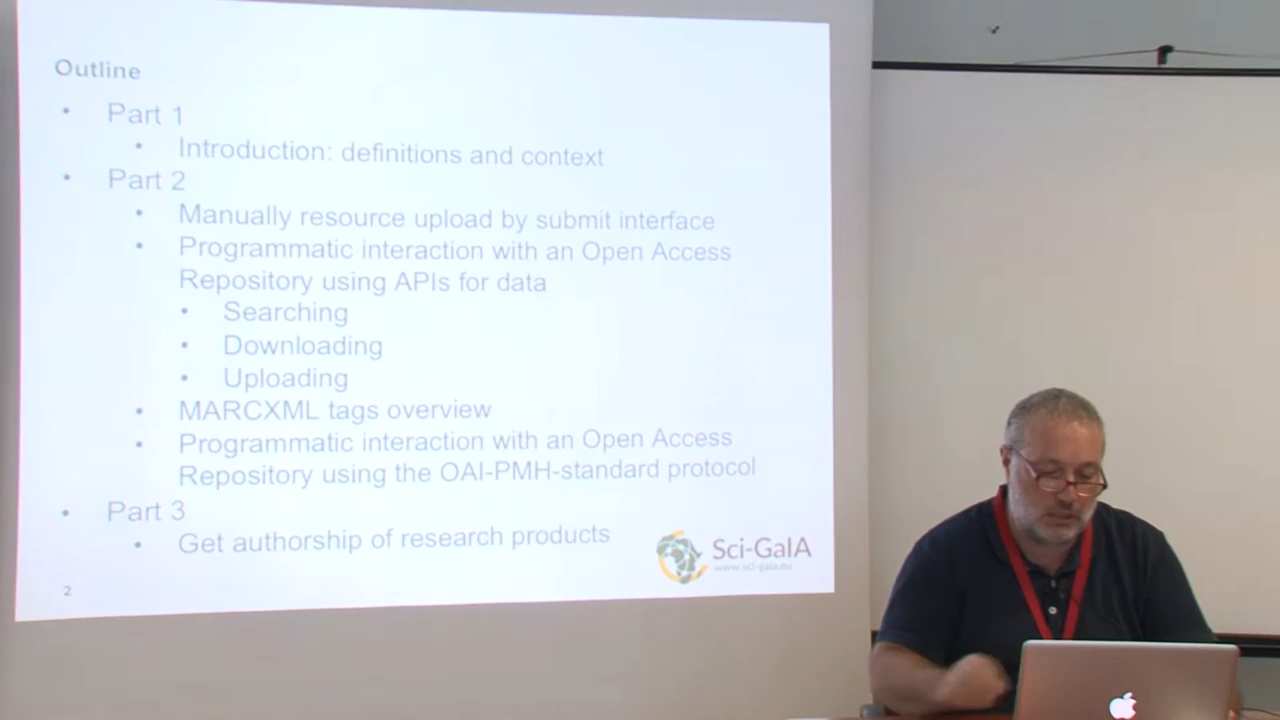 Outline
• Part 1
• Introduction: definitions and context
• Part 2
• Manually resource upload by submit interface
• Programmatic interaction with an Open Access
Repository using APIs for data
• Searching
• Downloading
• Uploading
• MARCXML tags overview
• Programmatic interaction with an Open Access
Repository using the OAI-PMH-standard protocol
• Part 3
• Get authorship of research products
Sci-GaIA
www.sci-gaia.eu
2